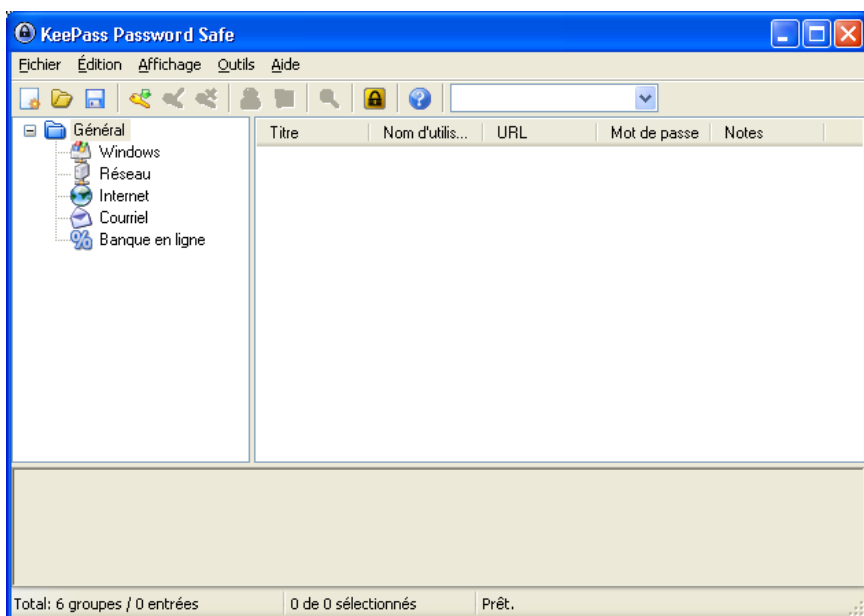 KeePass Password Safe
Fichier Édition Affichage Outils Aide
Général
Windows
Réseau
Internet
Courriel
Banque en ligne
Titre Nom d'utilis... URL Mot de passe Notes
Total: 6 groupes / 0 entrées 0 de 0 sélectionnés Prêt.